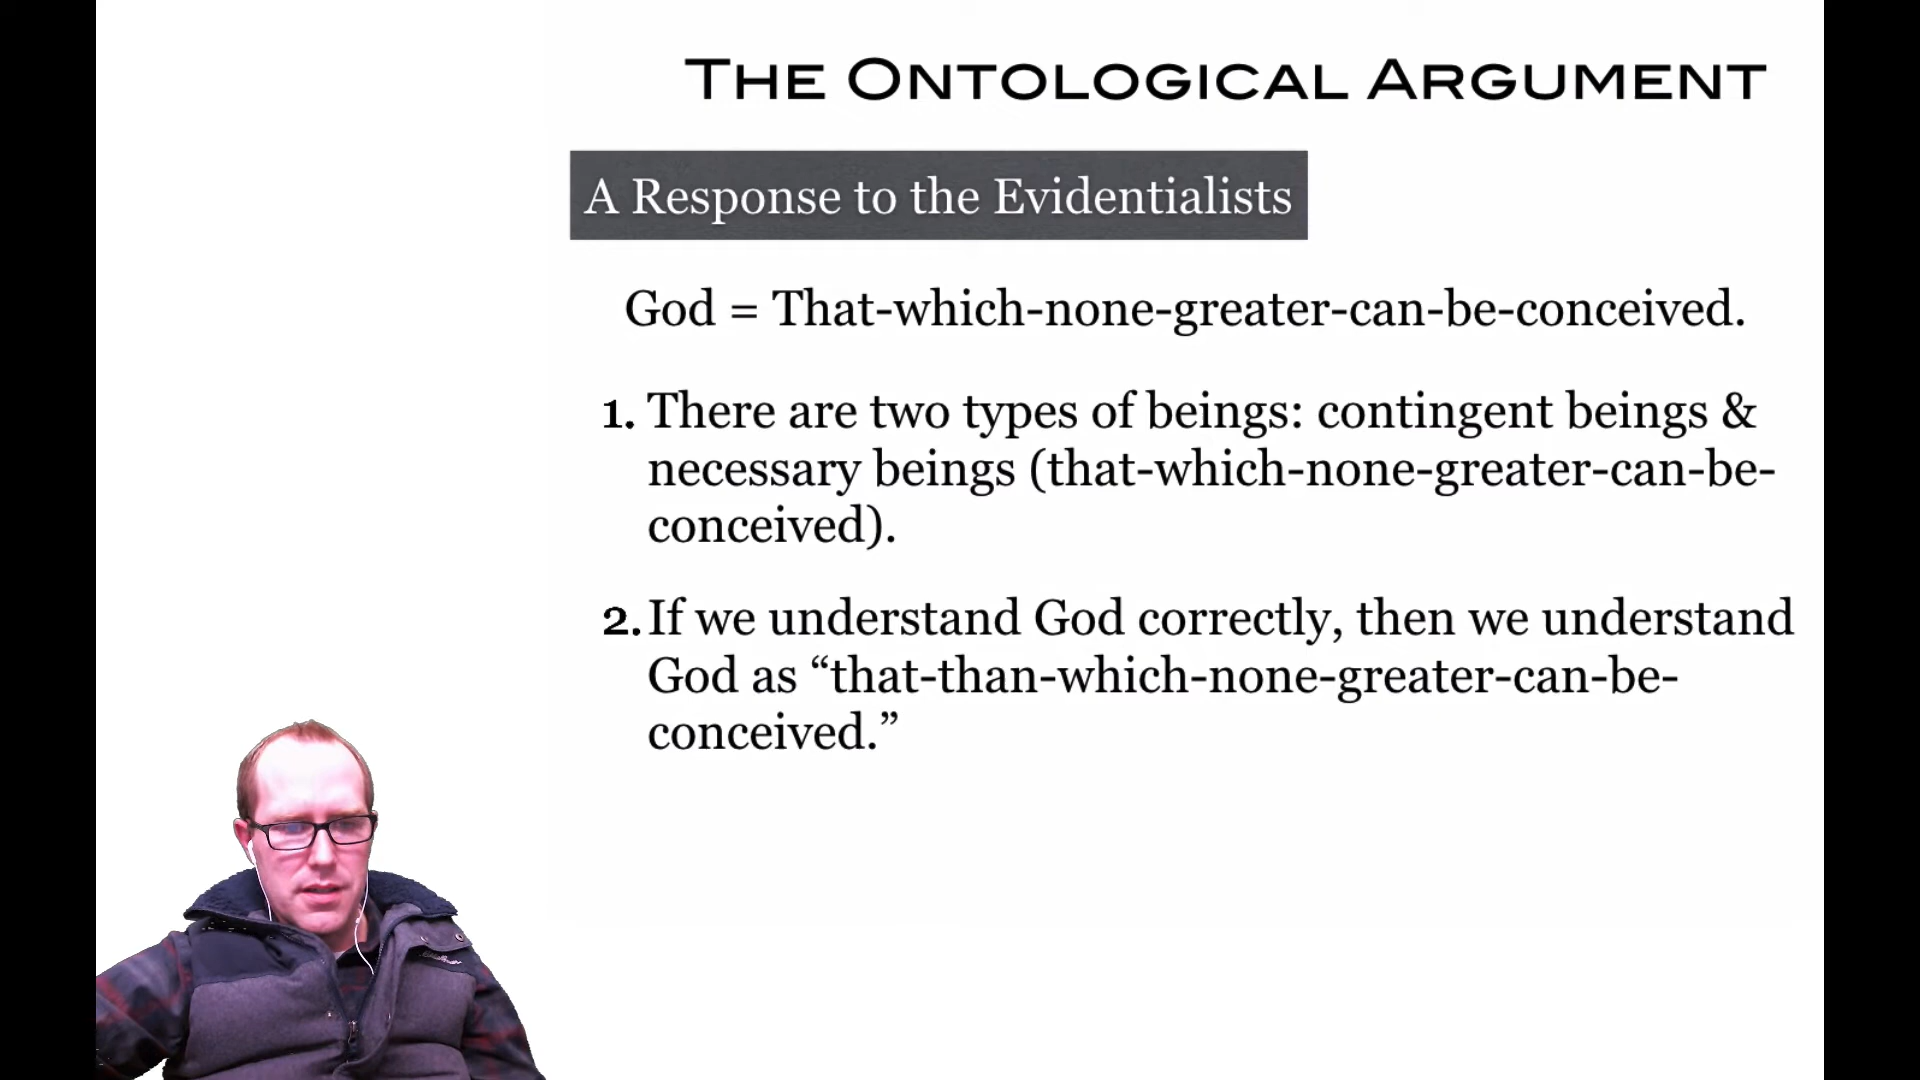 THE ONTOLOGICAL ARGUMENT
A Response to the Evidentialists
God = That-which-none-greater-can-be-conceived.
1. There are two types of beings: contingent beings &
necessary beings (that-which-none-greater-can-be-
conceived).
2. If we understand God correctly, then we understand
God as “that-than-which-none-greater-can-be-
conceived.”